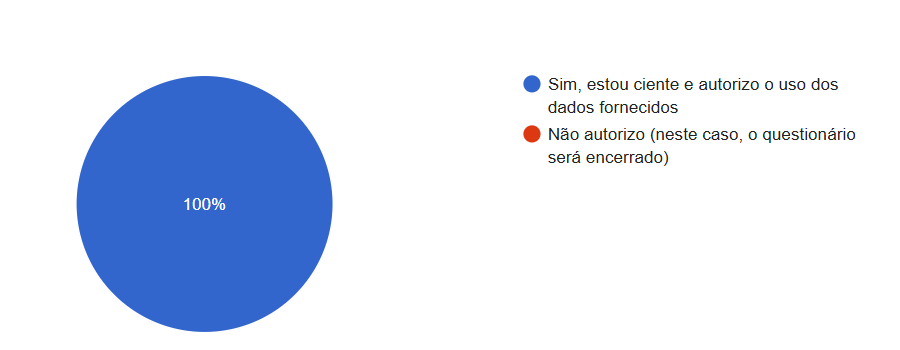 100%
Sim, estou ciente e autorizo o uso dos
dados fornecidos
Não autorizo (neste caso, o questionário
será encerrado)